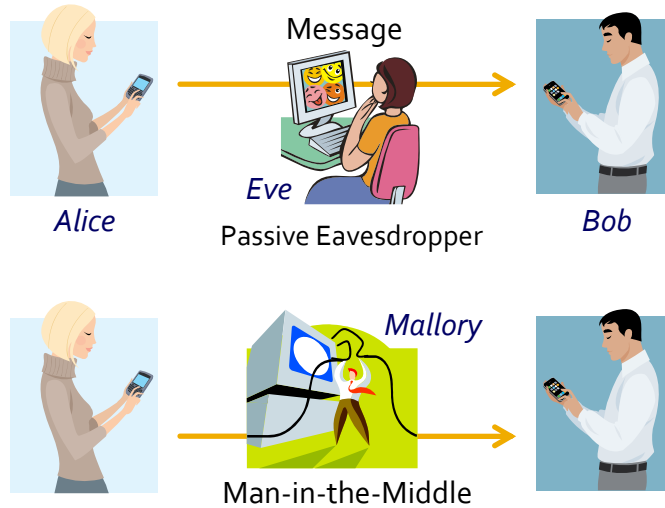 Message
Eve
Alice
Passive Eavesdropper
Bob
Mallory
Man-in-the-Middle